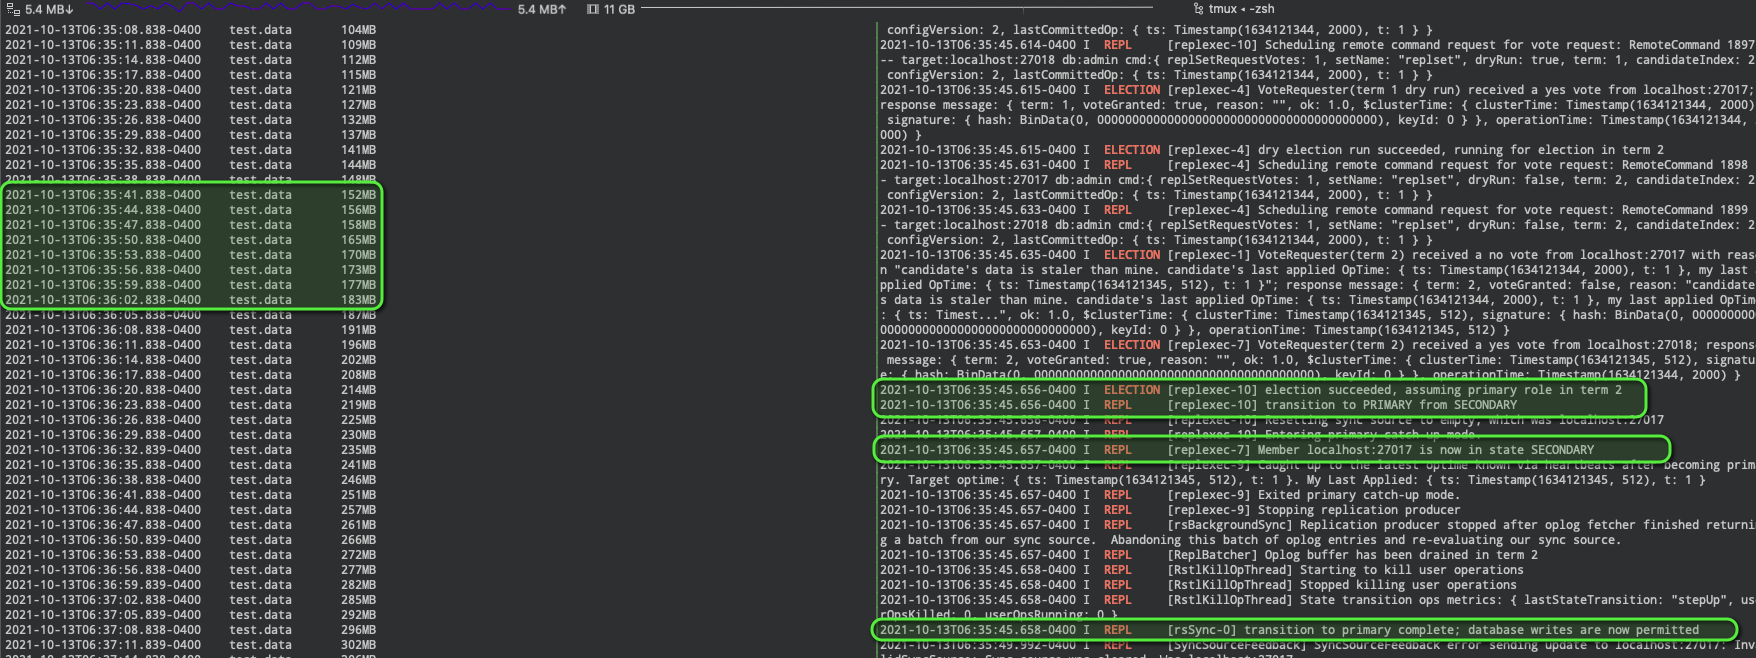 5.4 MB↓ 5.4 MB↑ 11 GB tmux • -zsh
2021-10-13T06:35:08.838-0400 test.data 104MB
2021-10-13T06:35:11.838-0400 test.data 109MB
2021-10-13T06:35:14.838-0400 test.data 112MB
2021-10-13T06:35:17.838-0400 test.data 115MB
2021-10-13T06:35:20.838-0400 test.data 121MB
2021-10-13T06:35:23.838-0400 test.data 127MB
2021-10-13T06:35:26.838-0400 test.data 132MB
2021-10-13T06:35:29.838-0400 test.data 137MB
2021-10-13T06:35:32.838-0400 test.data 141MB
2021-10-13T06:35:35.838-0400 test.data 144MB
2021-10-13T06:35:38.838-0400 test.data 148MB
2021-10-13T06:35:41.838-0400 test.data 152MB
2021-10-13T06:35:44.838-0400 test.data 156MB
2021-10-13T06:35:47.838-0400 test.data 158MB
2021-10-13T06:35:50.838-0400 test.data 165MB
2021-10-13T06:35:53.838-0400 test.data 170MB
2021-10-13T06:35:56.838-0400 test.data 173MB
2021-10-13T06:35:59.838-0400 test.data 177MB
2021-10-13T06:36:02.838-0400 test.data 183MB
2021-10-13T06:36:05.838-0400 test.data 187MB
2021-10-13T06:36:08.838-0400 test.data 191MB
2021-10-13T06:36:11.838-0400 test.data 196MB
2021-10-13T06:36:14.838-0400 test.data 202MB
2021-10-13T06:36:17.838-0400 test.data 208MB
2021-10-13T06:36:20.838-0400 test.data 214MB
2021-10-13T06:36:23.838-0400 test.data 219MB
2021-10-13T06:36:26.838-0400 test.data 225MB
2021-10-13T06:36:29.838-0400 test.data 230MB
2021-10-13T06:36:32.839-0400 test.data 235MB
2021-10-13T06:36:35.838-0400 test.data 241MB
2021-10-13T06:36:38.838-0400 test.data 246MB
2021-10-13T06:36:41.838-0400 test.data 251MB
2021-10-13T06:36:44.838-0400 test.data 257MB
2021-10-13T06:36:47.838-0400 test.data 261MB
2021-10-13T06:36:50.839-0400 test.data 266MB
2021-10-13T06:36:53.838-0400 test.data 272MB
2021-10-13T06:36:56.838-0400 test.data 277MB
2021-10-13T06:36:59.839-0400 test.data 282MB
2021-10-13T06:37:02.838-0400 test.data 285MB
2021-10-13T06:37:05.839-0400 test.data 292MB
2021-10-13T06:37:08.838-0400 test.data 296MB
2021-10-13T06:37:11.839-0400 test.data 302MB
configVersion: 2, lastCommittedOp: { ts: Timestamp(1634121344, 2000), t: 1 } }
2021-10-13T06:35:45.614-0400 I REPL [replexec-10] Scheduling remote command request for vote request: RemoteCommand 1897
-- target:localhost:27018 db:admin cmd:{ replSetRequestVotes: 1, setName: "replset", dryRun: true, term: 1, candidateIndex: 2
configVersion: 2, lastCommittedOp: { ts: Timestamp(1634121344, 2000), t: 1 } }
2021-10-13T06:35:45.615-0400 I ELECTION [replexec-4] VoteRequester(term 1 dry run) received a yes vote from localhost:27017;
response message: { term: 1, voteGranted: true, reason: "", ok: 1.0, $clusterTime: { clusterTime: Timestamp(1634121344, 2000)
signature: { hash: BinData(0, 0000000000000000000000000000000000000000), keyId: 0 } }, operationTime: Timestamp(1634121344,
000) }
2021-10-13T06:35:45.615-0400 I ELECTION [replexec-4] dry election run succeeded, running for election in term 2
2021-10-13T06:35:45.631-0400 I REPL [replexec-4] Scheduling remote command request for vote request: RemoteCommand 1898
- target:localhost:27017 db:admin cmd:{ replSetRequestVotes: 1, setName: "replset", dryRun: false, term: 2, candidateIndex: 2
configVersion: 2, lastCommittedOp: { ts: Timestamp(1634121344, 2000), t: 1 } }
2021-10-13T06:35:45.633-0400 I REPL [replexec-4] Scheduling remote command request for vote request: RemoteCommand 1899
- target:localhost:27018 db:admin cmd:{ replSetRequestVotes: 1, setName: "replset", dryRun: false, term: 2, candidateIndex: 2
configVersion: 2, lastCommittedOp: { ts: Timestamp(1634121344, 2000), t: 1 } }
2021-10-13T06:35:45.635-0400 I ELECTION [replexec-1] VoteRequester(term 2) received a no vote from localhost:27017 with reas
n "candidate's data is staler than mine. candidate's last applied OpTime: { ts: Timestamp(1634121344, 2000), t: 1 }, my last
pplied OpTime: { ts: Timestamp(1634121345, 512), t: 1 }"; response message: { term: 2, voteGranted: false, reason: "candidate
s data is staler than mine. candidate's last applied OpTime: { ts: Timestamp(1634121344, 2000), t: 1 }, my last applied OpTim
: { ts: Timest...", ok: 1.0, $clusterTime: { clusterTime: Timestamp(1634121345, 512), signature: { hash: BinData(0, 000000000
0000000000000000000000000000000), keyId: 0 } }, operationTime: Timestamp(1634121345, 512) }
2021-10-13T06:35:45.653-0400 I ELECTION [replexec-7] VoteRequester(term 2) received a yes vote from localhost:27018; respons
message: { term: 2, voteGranted: true, reason: "", ok: 1.0, $clusterTime: { clusterTime: Timestamp(1634121345, 512), signatu
e: { hash: BinData(0, 0000000000000000000000000000000000000000), keyId: 0 } }, operationTime: Timestamp(1634121344, 2000) }
2021-10-13T06:35:45.656-0400 I ELECTION [replexec-10] election succeeded, assuming primary role in term 2
2021-10-13T06:35:45.656-0400 I REPL [replexec-10] transition to PRIMARY from SECONDARY
2021-10-13T06:35:45.656-0400 I REPL [replexec-10] Resetting sync source to empty, which was localhost:27017
2021-10-13T06:35:45.657-0400 I REPL [replexec-10] Entering primary catch-up mode.
2021-10-13T06:35:45.657-0400 I REPL [replexec-7] Member localhost:27017 is now in state SECONDARY
2021-10-13T06:35:45.657-0400 I REPL [replexec-9] Caught up to the latest optime known via heartbeats after becoming prim
ry. Target optime: { ts: Timestamp(1634121345, 512), t: 1 }. My Last Applied: { ts: Timestamp(1634121345, 512), t: 1 }
2021-10-13T06:35:45.657-0400 I REPL [replexec-9] Exited primary catch-up mode.
2021-10-13T06:35:45.657-0400 I REPL [replexec-9] Stopping replication producer
2021-10-13T06:35:45.657-0400 I REPL [rsBackgroundSync] Replication producer stopped after oplog fetcher finished returnin
g a batch from our sync source.  Abandoning this batch of oplog entries and re-evaluating our sync source.
2021-10-13T06:35:45.657-0400 I REPL [ReplBatcher] Oplog buffer has been drained in term 2
2021-10-13T06:35:45.658-0400 I REPL [RstlKillOpThread] Starting to kill user operations
2021-10-13T06:35:45.658-0400 I REPL [RstlKillOpThread] Stopped killing user operations
2021-10-13T06:35:45.658-0400 I REPL [RstlKillOpThread] State transition ops metrics: { lastStateTransition: "stepUp", us
rOpsKilled: 0, userOpsRunning: 0 }
2021-10-13T06:35:45.658-0400 I REPL [rsSync-0] transition to primary complete; database writes are now permitted
2021-10-13T06:35:49.992-0400 I REPL [SyncSourceFeedback] SyncSourceFeedback error sending update to localhost:27017: Inv